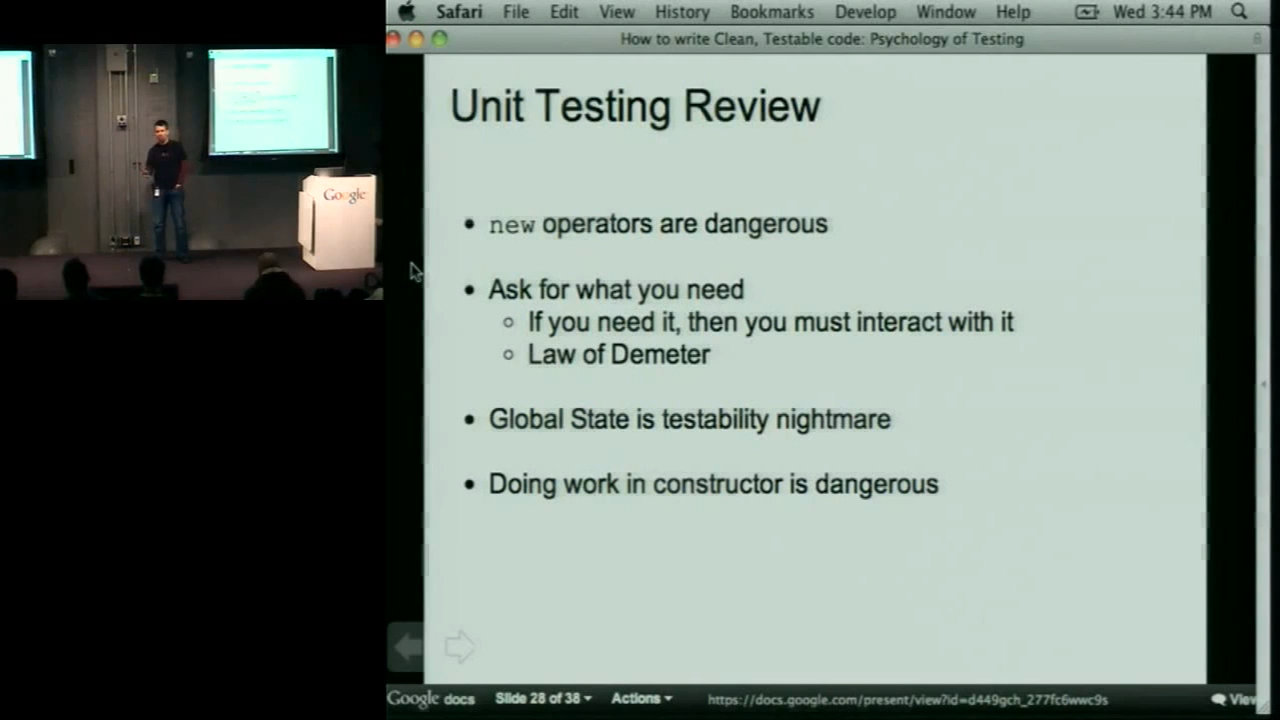 Safari File Edit View History Bookmarks Develop Window Help Wed 3:44 PM
How to write Clean, Testable code: Psychology of Testing
Unit Testing Review
Google
• new operators are dangerous
• Ask for what you need
○ If you need it, then you must interact with it
○ Law of Demeter
• Global State is testability nightmare
• Doing work in constructor is dangerous
Google docs Slide 28 of 38 Actions https://docs.google.com/present/view?id=d449gch_277fc6wwc9s View